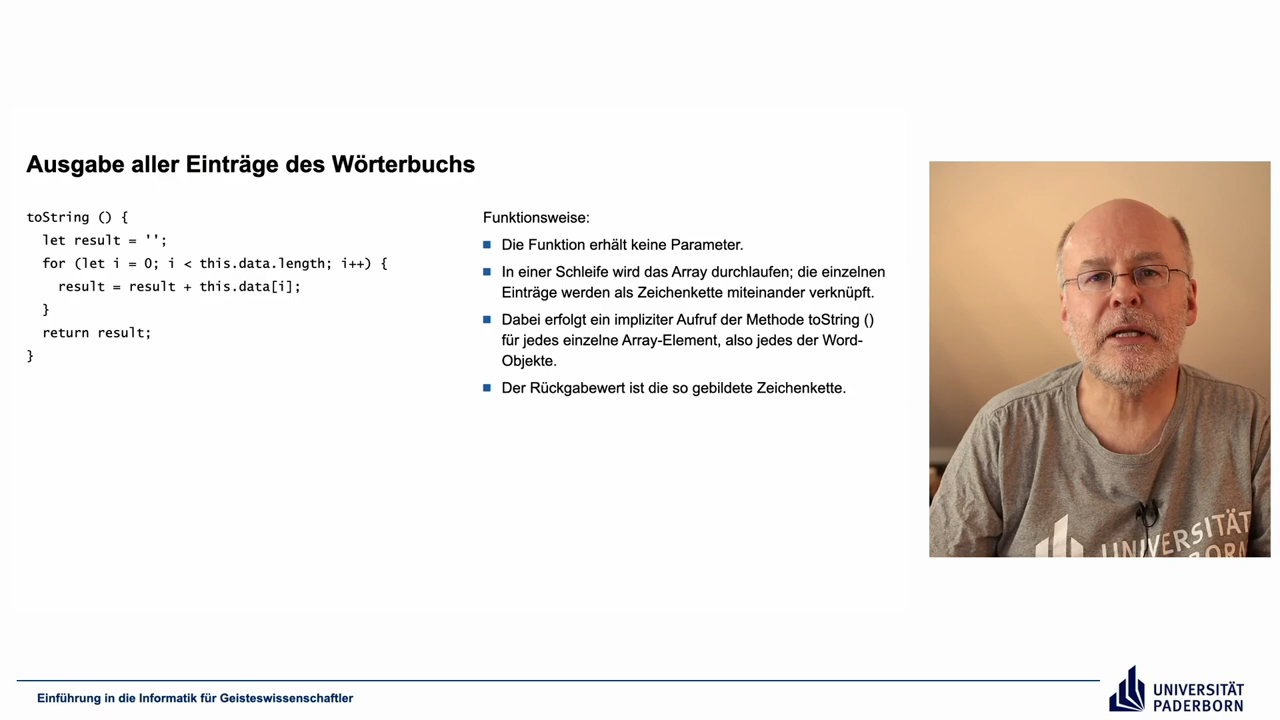 Ausgabe aller Einträge des Wörterbuchs
toString () {
  let result = '';
  for (let i = 0; i < this.data.length; i++) {
    result = result + this.data[i];
  }
  return result;
}
Funktionsweise:
Die Funktion erhält keine Parameter.
In einer Schleife wird das Array durchlaufen; die einzelnen
Einträge werden als Zeichenkette miteinander verknüpft.
Dabei erfolgt ein impliziter Aufruf der Methode toString ()
für jedes einzelne Array-Element, also jedes der Word-
Objekte.
Der Rückgabewert ist die so gebildete Zeichenkette.
UNIVERSITÄT
Einführung in die Informatik für Geisteswissenschaftler
UNIVERSITÄT
PADERBORN